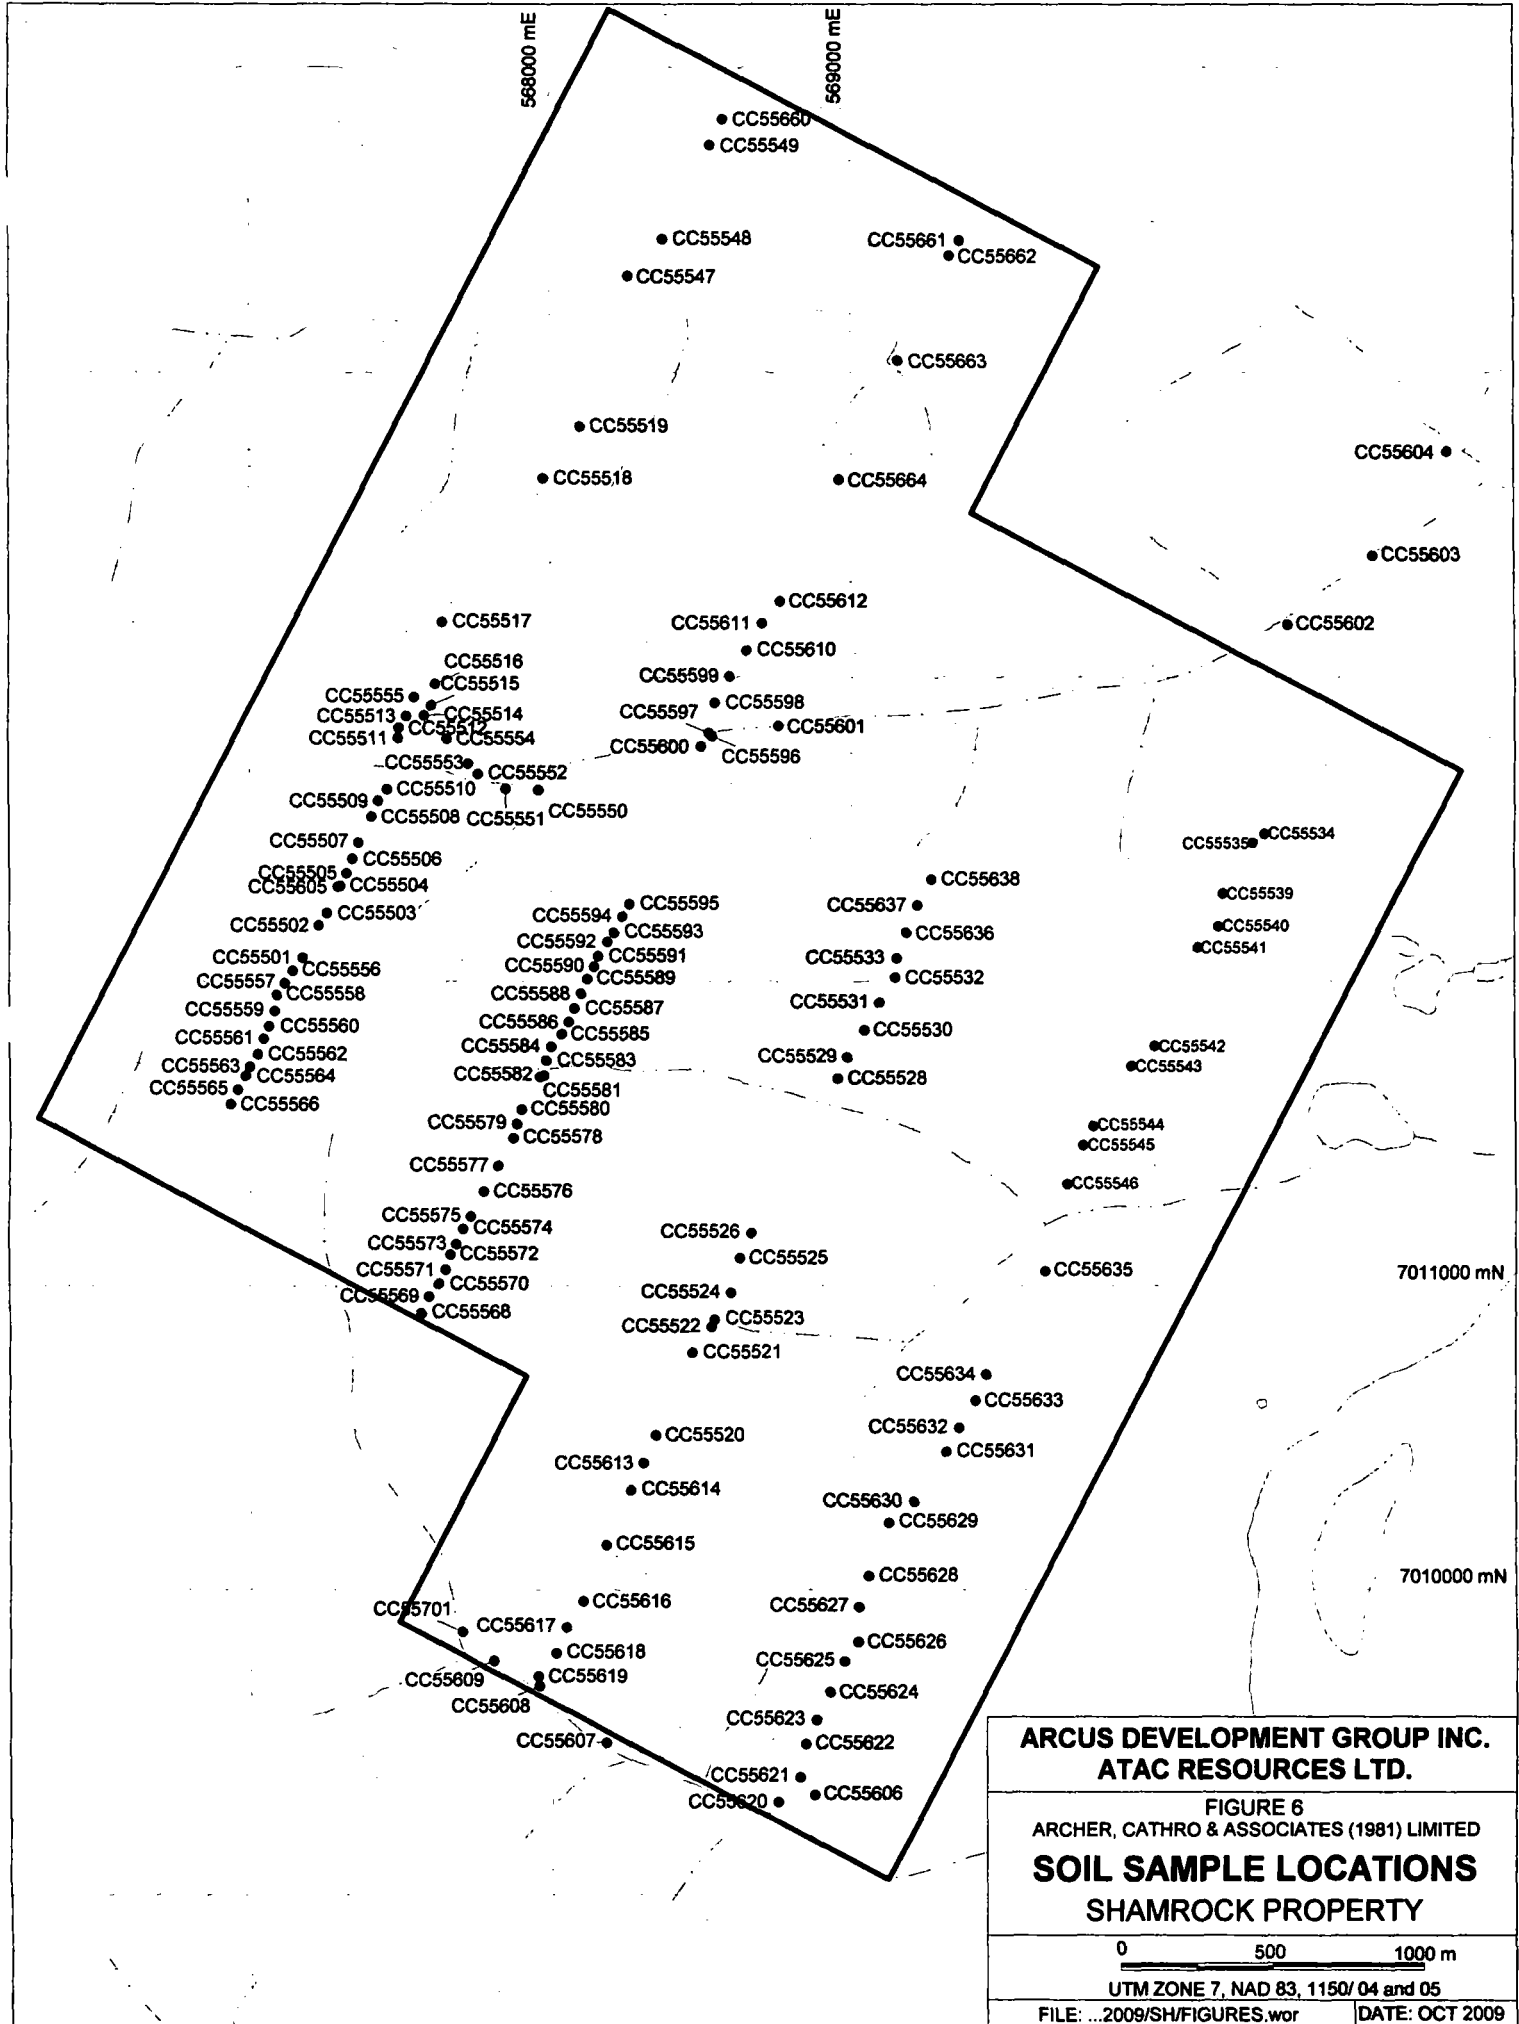 568000 mE
569000 mE
CC55660
CC55549
CC55548
CC55661
CC55662
CC55547
CC55663
CC55519
CC55604
CC55518
CC55664
CC55603
CC55612
CC55517
CC55611
CC55602
CC55610
CC55516
CC55599
CC55515
CC55555
CC55598
CC55597
CC55513
CC55514
CC55601
CC55512
CC55511
CC55554
CC55600
CC55596
CC55553
CC55552
CC55510
CC55509
CC55550
CC55508
CC55551
CC55534
CC55507
CC55535
CC55506
CC55505
CC55638
CC55605
CC55504
CC55539
CC55595
CC55637
CC55503
CC55594
CC55502
CC55540
CC55593
CC55636
CC55592
CC55541
CC55501
CC55591
CC55533
CC55556
CC55590
CC55557
CC55589
CC55532
CC55558
CC55588
CC55531
CC55559
CC55587
CC55560
CC55586
CC55530
CC55561
CC55585
CC55584
CC55542
CC55562
CC55583
CC55529
CC55563
CC55543
CC55564
CC55582
CC55528
CC55565
CC55581
CC55566
CC55580
CC55579
CC55544
CC55578
CC55545
CC55577
CC55546
CC55576
CC55575
CC55574
CC55526
CC55573
CC55572
CC55525
CC55571
CC55635
7011000 mN
CC55570
CC55524
CC55569
CC55568
CC55523
CC55522
CC55521
CC55634
CC55633
CC55632
CC55520
CC55631
CC55613
CC55614
CC55630
CC55629
CC55615
CC55628
7010000 mN
CC55616
CC55627
CC55701
CC55617
CC55626
CC55618
CC55625
CC55609
CC55619
CC55624
CC55608
CC55623
CC55607
CC55622
CC55621
CC55606
CC55620
ARCUS DEVELOPMENT GROUP INC.
ATAC RESOURCES LTD.
FIGURE 6
ARCHER, CATHRO & ASSOCIATES (1981) LIMITED
SOIL SAMPLE LOCATIONS
SHAMROCK PROPERTY
0 500 1000 m
UTM ZONE 7, NAD 83, 115O/ 04 and 05
FILE: ...2009/SH/FIGURES.wor DATE: OCT 2009